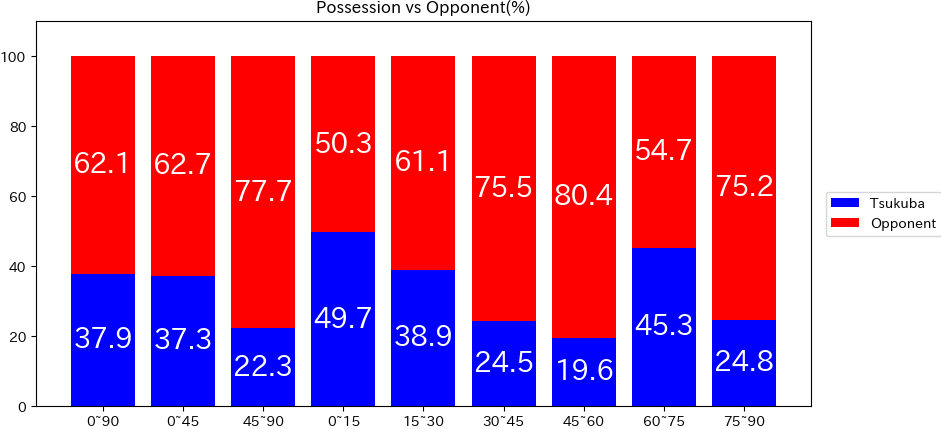 Possession vs Opponent(%)
100
80
60
40
20
0
62.1 62.7 77.7 50.3 61.1 75.5 80.4 54.7 75.2
37.9 37.3 22.3 49.7 38.9 24.5 19.6 45.3 24.8
0~90 0~45 45~90 0~15 15~30 30~45 45~60 60~75 75~90
Tsukuba
Opponent